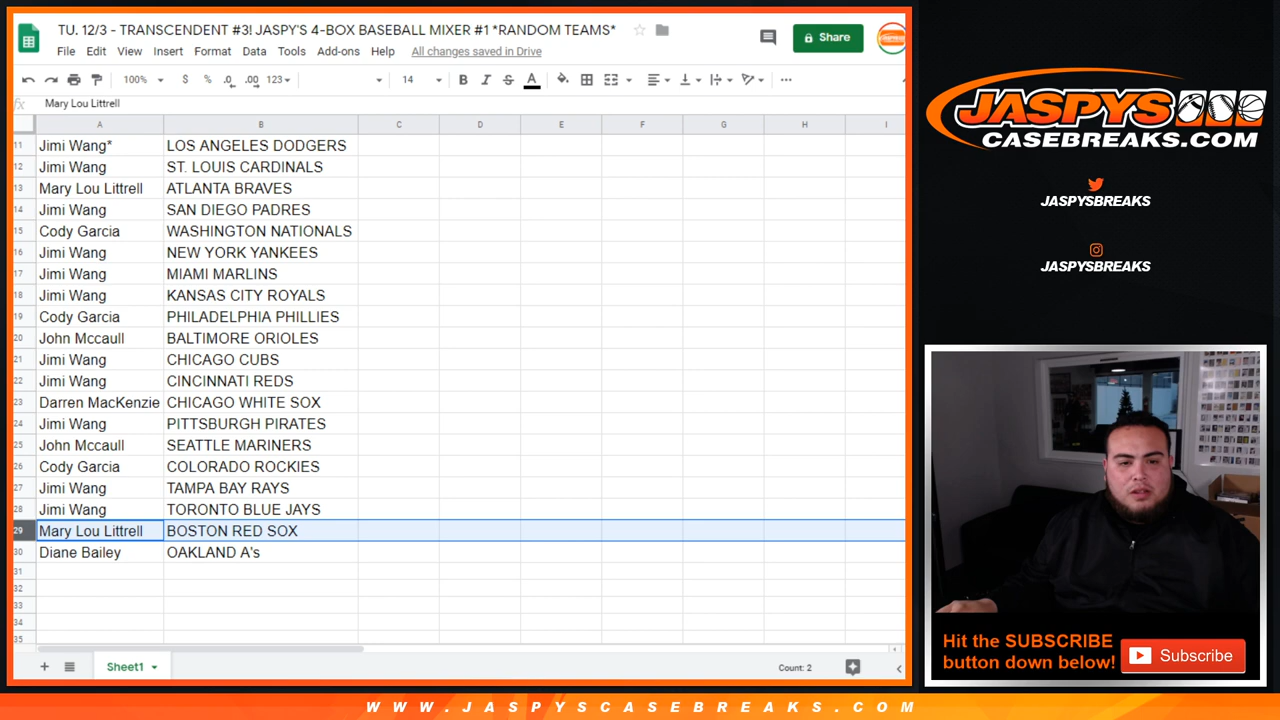 TU. 12/3 - TRANSCENDENT #3! JASPY'S 4-BOX BASEBALL MIXER #1 *RANDOM TEAMS*
File Edit View Insert Format Data Tools Add-ons Help All changes saved in Drive
Share
100% $ % .0 .00 123 14 B I S A
fx Mary Lou Littrell
A B C D E F G H I
11 Jimi Wang* LOS ANGELES DODGERS
12 Jimi Wang ST. LOUIS CARDINALS
13 Mary Lou Littrell ATLANTA BRAVES
14 Jimi Wang SAN DIEGO PADRES
15 Cody Garcia WASHINGTON NATIONALS
16 Jimi Wang NEW YORK YANKEES
17 Jimi Wang MIAMI MARLINS
18 Jimi Wang KANSAS CITY ROYALS
19 Cody Garcia PHILADELPHIA PHILLIES
20 John Mccaull BALTIMORE ORIOLES
21 Jimi Wang CHICAGO CUBS
22 Jimi Wang CINCINNATI REDS
23 Darren MacKenzie CHICAGO WHITE SOX
24 Jimi Wang PITTSBURGH PIRATES
25 John Mccaull SEATTLE MARINERS
26 Cody Garcia COLORADO ROCKIES
27 Jimi Wang TAMPA BAY RAYS
28 Jimi Wang TORONTO BLUE JAYS
29 Mary Lou Littrell BOSTON RED SOX
30 Diane Bailey OAKLAND A's
31
32
33
34
35
Sheet1
Count: 2
JASPYS
CASEBREAKS.COM
JASPYSBREAKS
JASPYSBREAKS
Hit the SUBSCRIBE
button down below!
Subscribe
WWW.JASPYSCASEBREAKS.COM